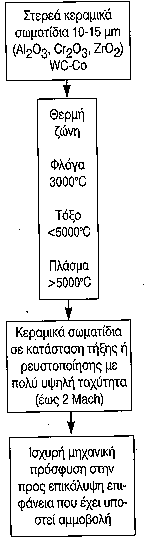 Στερεά κεραμικά
σωματίδια 10-15 μm
(Al2O3, Cr2O3, ZrO2)
WC-Co
Θερμή
ζώνη
Φλόγα
3000°C
Τόξο
<5000°C
Πλάσμα
>5000°C
Κεραμικά σωματίδια
σε κατάσταση τήξης ή
ρευστοποίησης με
πολύ υψηλή ταχύτητα
(έως 2 Mach)
Ισχυρή μηχανική
πρόσφυση στην
προς επικάλυψη επι-
φάνεια που έχει υπο-
στεί αμμοβολή